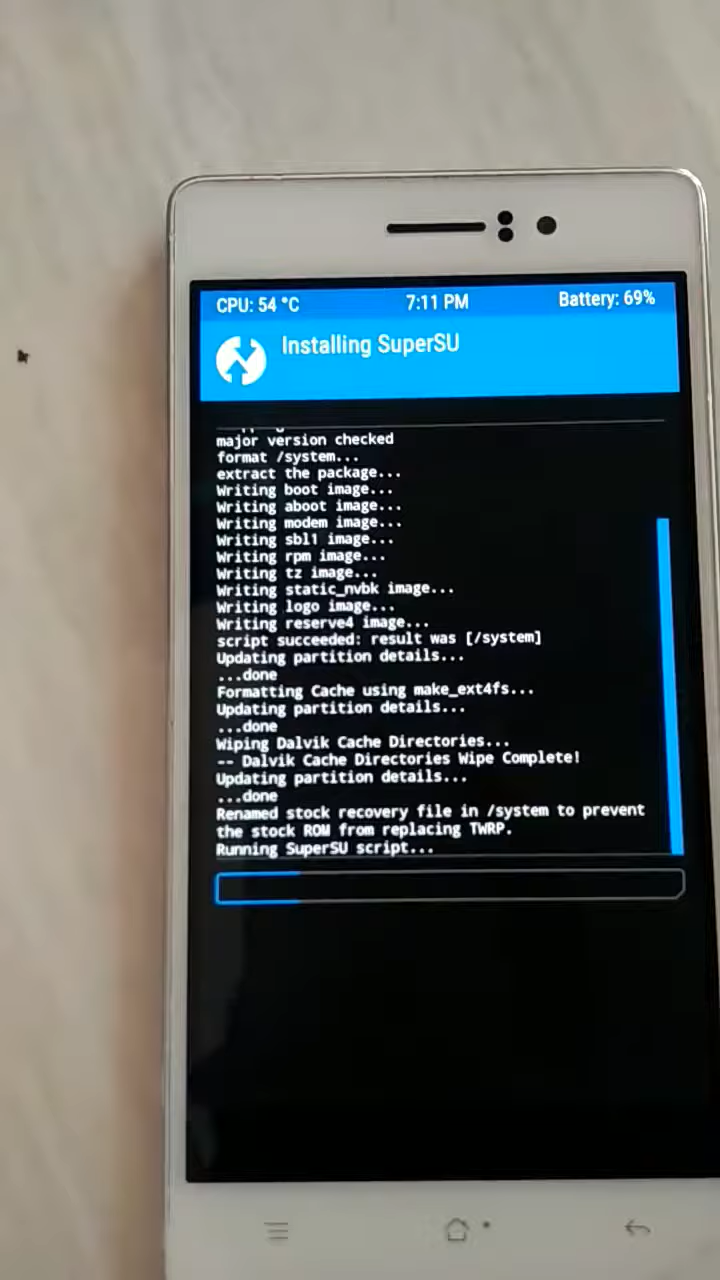 CPU: 54 °C 7:11 PM Battery: 69%
Installing SuperSU
major version checked
format /system...
extract the package...
Writing boot image...
Writing aboot image...
Writing modem image...
Writing sbl1 image...
Writing rpm image...
Writing tz image...
Writing static_nvbk image...
Writing logo image...
Writing reserve4 image...
script succeeded: result was [/system]
Updating partition details...
...done
Formatting Cache using make_ext4fs...
Updating partition details...
...done
Wiping Dalvik Cache Directories...
-- Dalvik Cache Directories Wipe Complete!
Updating partition details...
...done
Renamed stock recovery file in /system to prevent
the stock ROM from replacing TWRP.
Running SuperSU script...